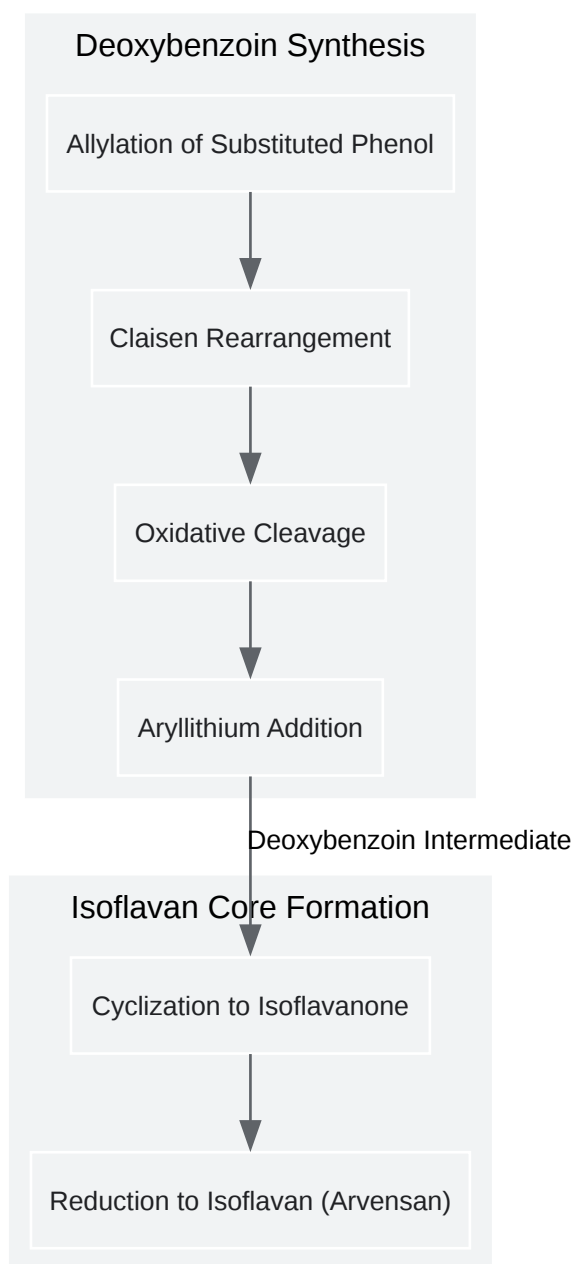 Deoxybenzoin Synthesis
Allylation of Substituted Phenol
Claisen Rearrangement
Oxidative Cleavage
Aryllithium Addition
Deoxybenzoin Intermediate
Isoflavan Core Formation
Cyclization to Isoflavanone
Reduction to Isoflavan (Arvensan)